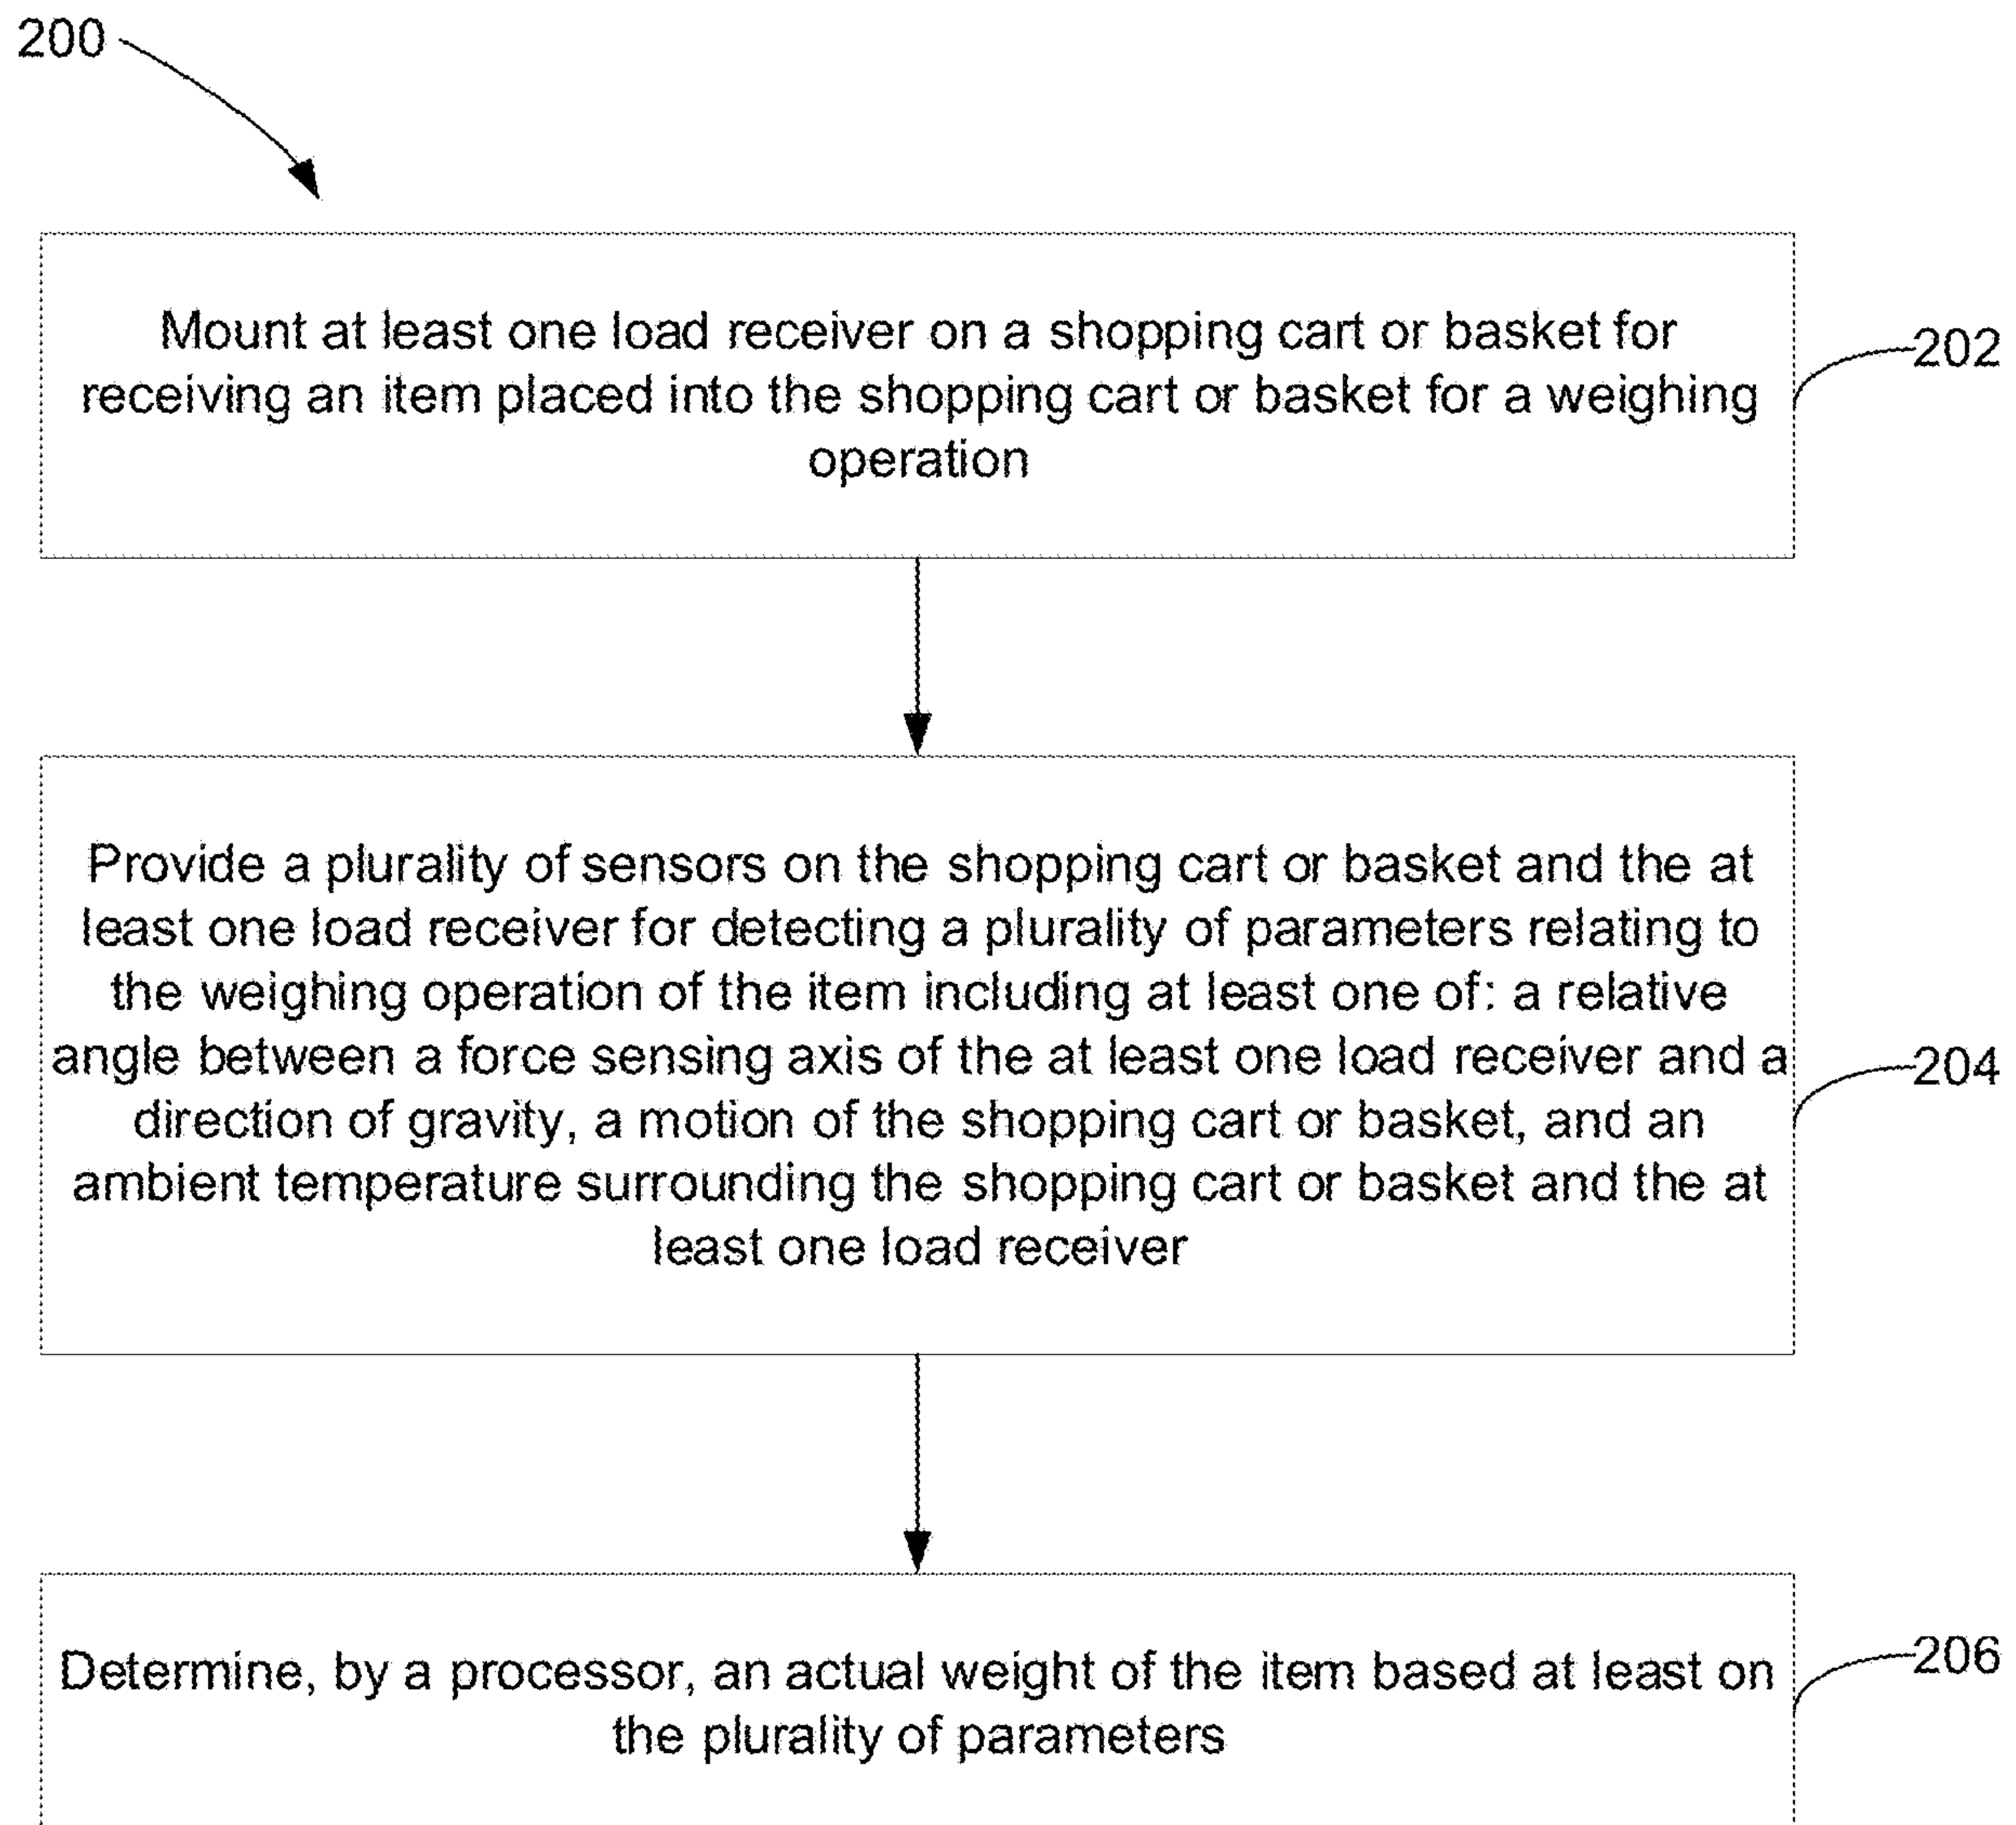 200
Mount at least one load receiver on a shopping cart or basket for
receiving an item placed into the shopping cart or basket for a weighing
operation
202
Provide a plurality of sensors on the shopping cart or basket and the at
least one load receiver for detecting a plurality of parameters relating to
the weighing operation of the item including at least one of: a relative
angle between a force sensing axis of the at least one load receiver and a
direction of gravity, a motion of the shopping cart or basket, and an
ambient temperature surrounding the shopping cart or basket and the at
least one load receiver
204
Determine, by a processor, an actual weight of the item based at least on
the plurality of parameters
206